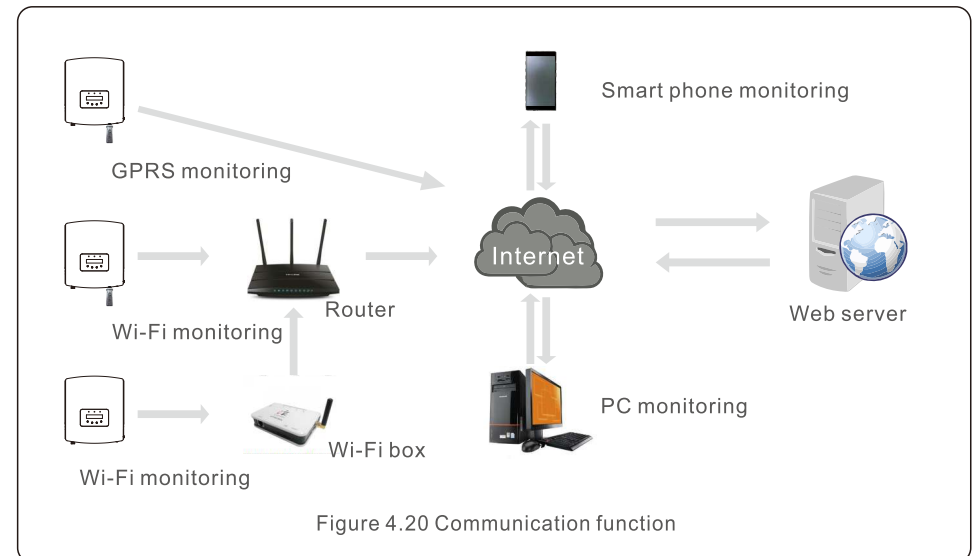 Smart phone monitoring
GPRS monitoring
Internet
Router
Web server
Wi-Fi monitoring
PC monitoring
Wi-Fi box
Wi-Fi monitoring
Figure 4.20 Communication function